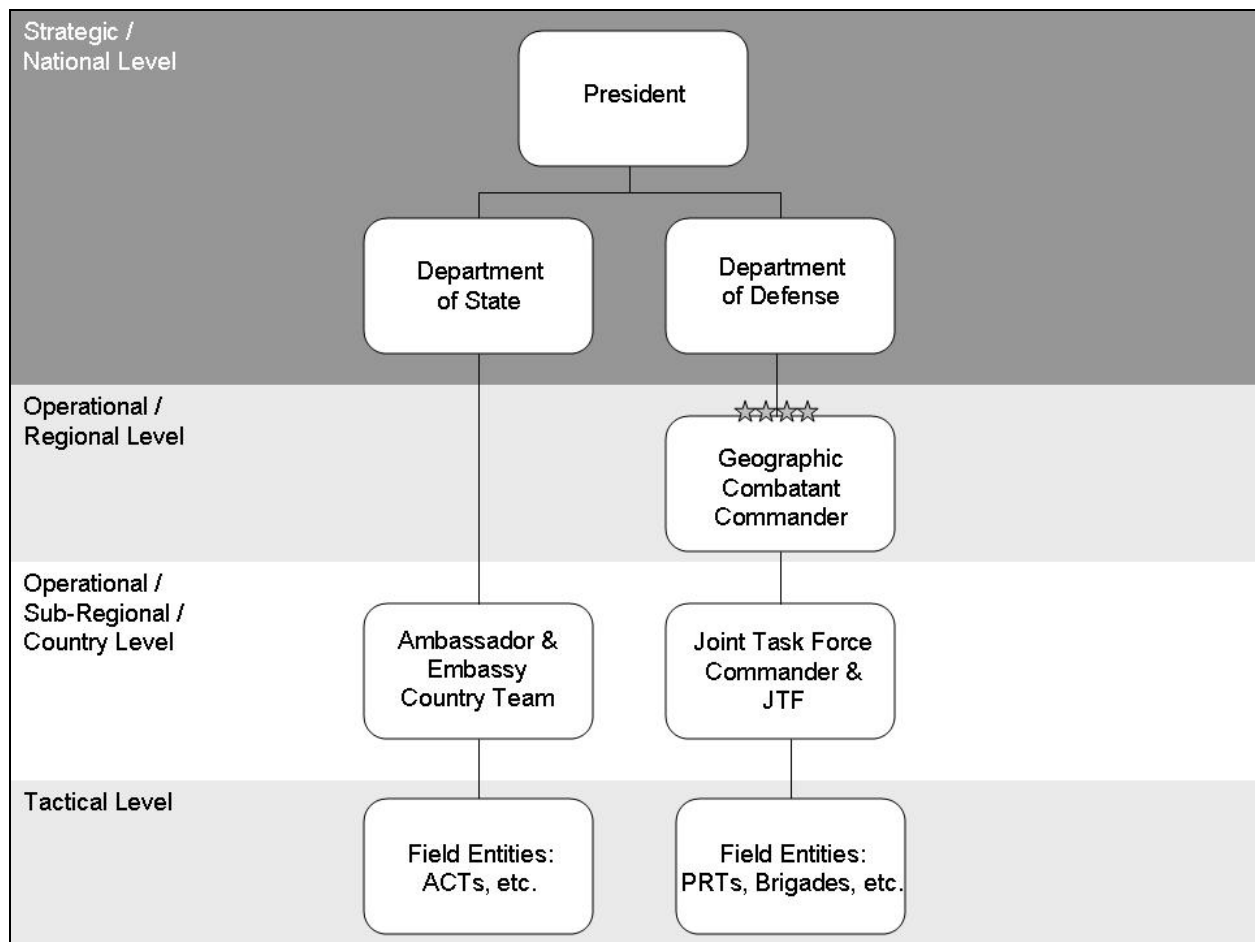 Strategic /
National Level
President
Department
of State
Department
of Defense
Operational /
Regional Level
Geographic
Combatant
Commander
Operational /
Sub-Regional /
Country Level
Ambassador &
Embassy
Country Team
Joint Task Force
Commander &
JTF
Tactical Level
Field Entities:
ACTs, etc.
Field Entities:
PRTs, Brigades, etc.